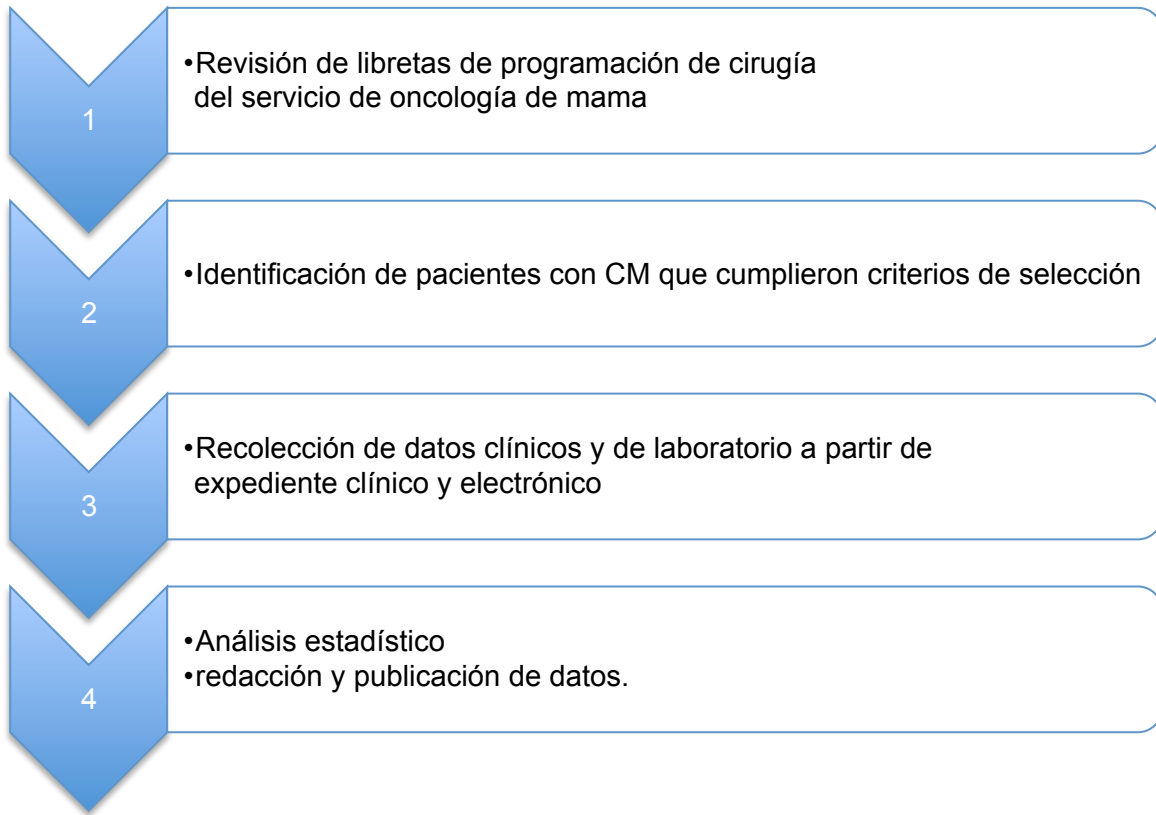 1
•Revisión de libretas de programación de cirugía
del servicio de oncología de mama
2
•Identificación de pacientes con CM que cumplieron criterios de selección
3
•Recolección de datos clínicos y de laboratorio a partir de
expediente clínico y electrónico
4
•Análisis estadístico
•redacción y publicación de datos.